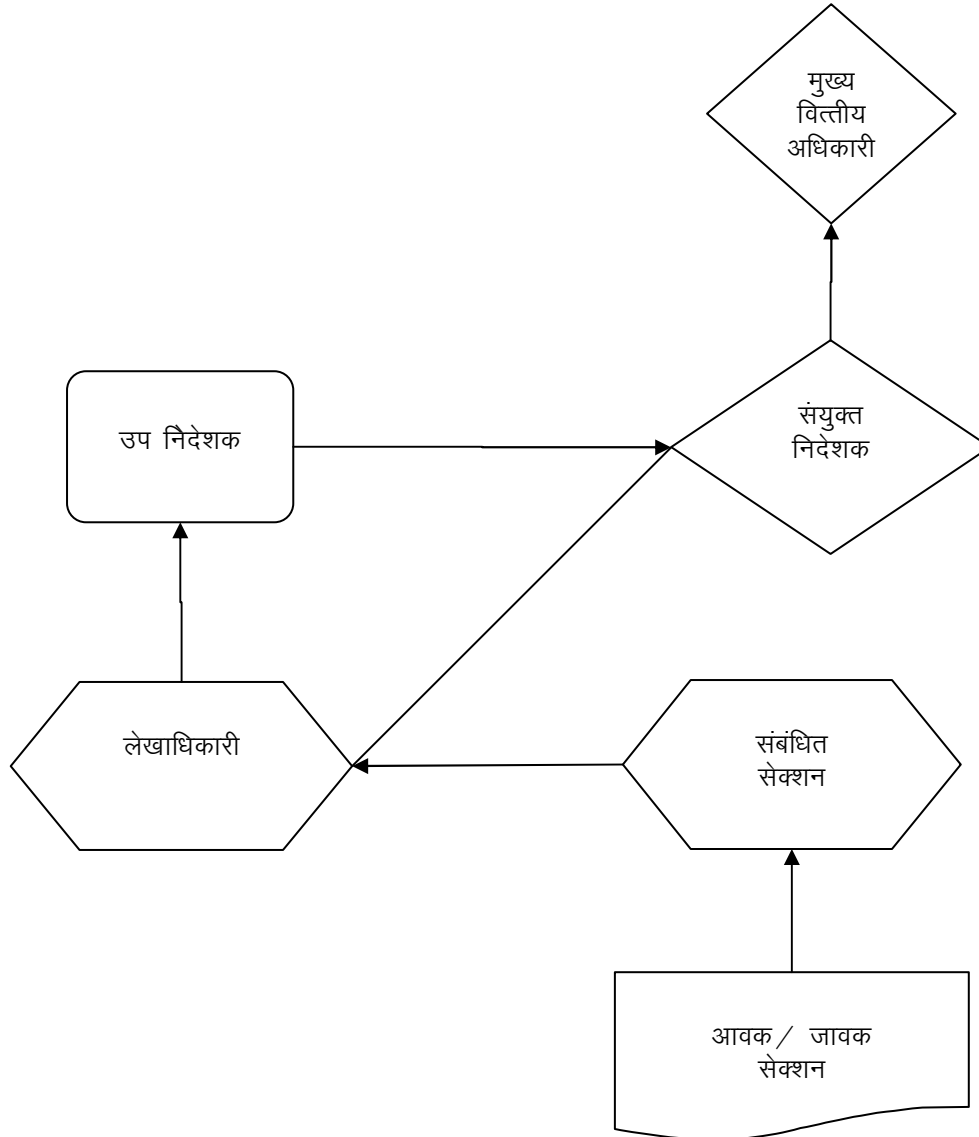 मुख्य
वित्तीय
अधिकारी
संयुक्त
निदेशक
उप निदेशक
लेखाधिकारी
संबंधित
सेक्शन
आवक / जावक
सेक्शन